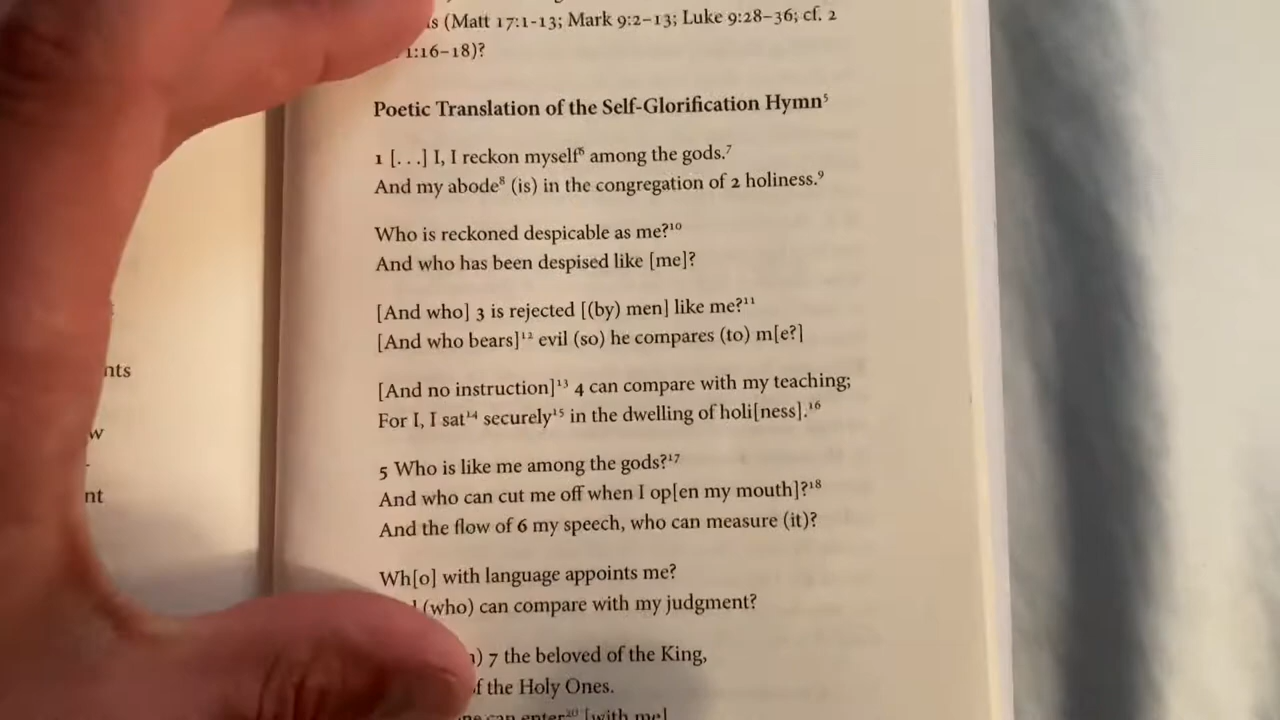 (Matt 17:1-13; Mark 9:2–13; Luke 9:28–36; cf. 2
1:16–18)?
Poetic Translation of the Self-Glorification Hymn⁵
1 [. . .] I, I reckon myself⁶ among the gods.⁷
And my abode⁸ (is) in the congregation of 2 holiness.⁹
Who is reckoned despicable as me?¹⁰
And who has been despised like [me]?
[And who] 3 is rejected [(by) men] like me?¹¹
[And who bears]¹² evil (so) he compares (to) m[e?]
[And no instruction]¹³ 4 can compare with my teaching;
For I, I sat¹⁴ securely¹⁵ in the dwelling of holi[ness].¹⁶
5 Who is like me among the gods?¹⁷
And who can cut me off when I op[en my mouth]?¹⁸
And the flow of 6 my speech, who can measure (it)?
Wh[o] with language appoints me?
(who) can compare with my judgment?
7 the beloved of the King,
of the Holy Ones.
can enter²⁰ [with me]